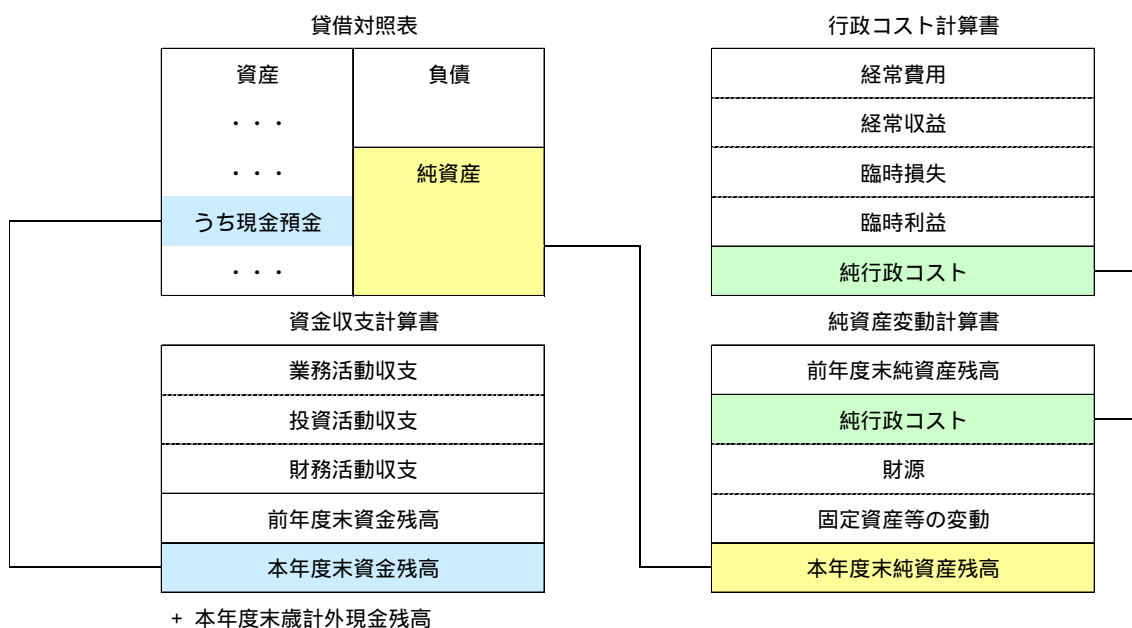 貸借対照表
資産
負債
・・・
・・・
純資産
うち現金預金
・・・
行政コスト計算書
経常費用
経常収益
臨時損失
臨時利益
純行政コスト
資金収支計算書
業務活動収支
投資活動収支
財務活動収支
前年度末資金残高
本年度末資金残高
+ 本年度末歳計外現金残高
純資産変動計算書
前年度末純資産残高
純行政コスト
財源
固定資産等の変動
本年度末純資産残高